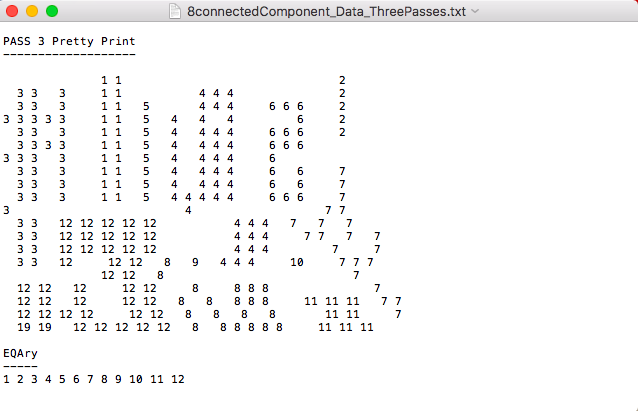 8connectedComponent_Data_ThreePasses.txt
PASS 3 Pretty Print
-------------------
              1 1                               2
  3 3   3     1 1           4 4 4               2
  3 3   3     1 1   5       4 4 4     6 6 6     2
3 3 3 3 3     1 1   5   4   4   4         6     2
  3 3   3     1 1   5   4   4 4 4     6 6 6     2
  3 3 3 3     1 1   5   4   4 4 4     6 6 6
3 3 3   3     1 1   5   4   4 4 4     6
  3 3   3     1 1   5   4   4 4 4     6   6     7
  3 3   3     1 1   5   4   4 4 4     6   6     7
  3 3   3     1 1   5   4 4 4 4 4     6 6 6     7
3                         4                   7 7
  3 3   12 12 12 12 12           4 4 4   7   7   7
  3 3   12 12 12 12 12           4 4 4     7 7   7   7
  3 3   12 12 12 12 12           4 4 4         7     7
  3 3   12     12 12   8   9   4 4 4     10     7 7 7
              12 12   8                           7
  12 12   12     12 12     8     8 8 8               7
  12 12   12     12 12   8   8   8 8 8     11 11 11   7 7
  12 12 12 12     12 12   8   8   8   8       11 11     7
  19 19   12 12 12 12 12   8   8 8 8 8 8     11 11 11
EQAry
-----
1 2 3 4 5 6 7 8 9 10 11 12